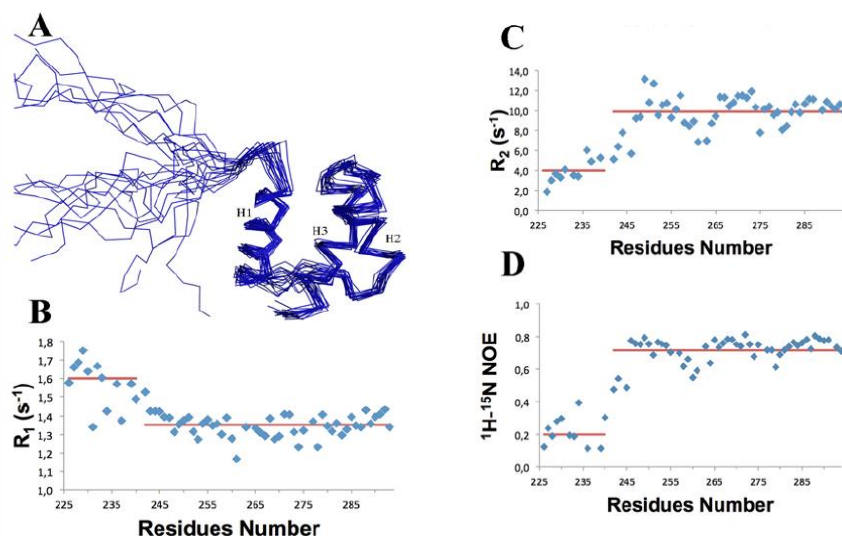 A
H1
H3
H2
B
R1 (s-1)
1,8
1,7
1,6
1,5
1,4
1,3
1,2
1,1
1,0
225 235 245 255 265 275 285
Residues Number
C
R2 (s-1)
14,0
12,0
10,0
8,0
6,0
4,0
2,0
0,0
225 235 245 255 265 275 285
Residues Number
D
1H-15N NOE
1,0
0,8
0,6
0,4
0,2
0,0
225 235 245 255 265 275 285
Residues Number